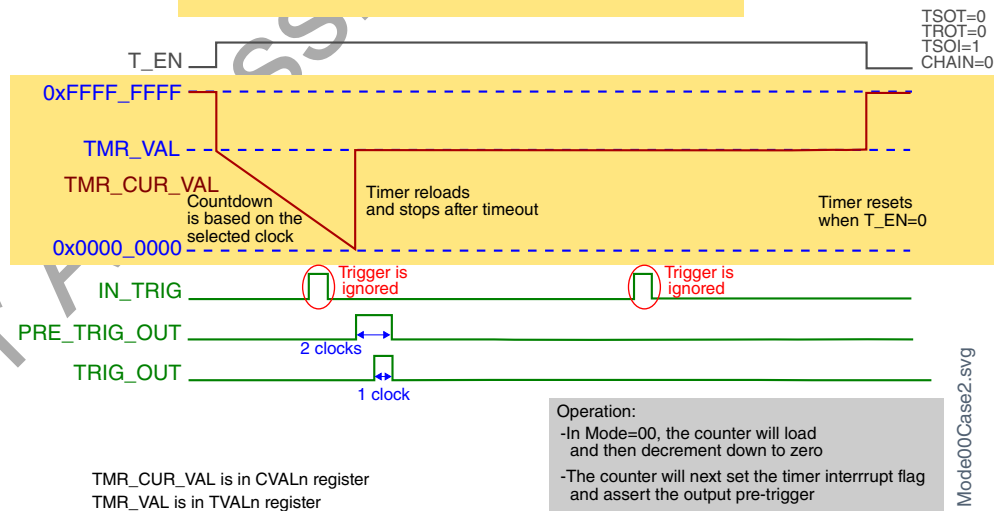 TSOT=0
TROT=0
TSOI=1
CHAIN=0
T_EN
0xFFFF_FFFF
TMR_VAL
TMR_CUR_VAL
Countdown
is based on the
selected clock
Timer reloads
and stops after timeout
Timer resets
when T_EN=0
0x0000_0000
IN_TRIG
Trigger is
ignored
Trigger is
ignored
PRE_TRIG_OUT
2 clocks
TRIG_OUT
1 clock
Operation:
-In Mode=00, the counter will load
and then decrement down to zero
-The counter will next set the timer interrrupt flag
and assert the output pre-trigger
TMR_CUR_VAL is in CVALn register
TMR_VAL is in TVALn register
Mode00Case2.svg